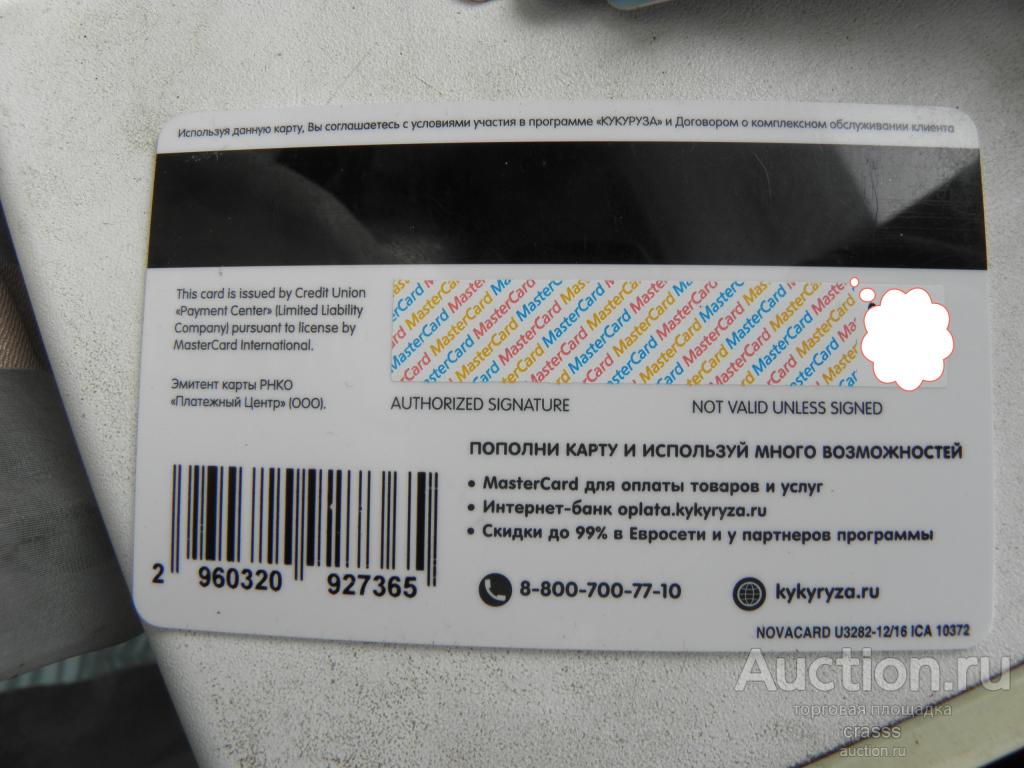 Используя данную карту, Вы соглашаетесь с условиями участия в программе «КУКУРУЗА» и Договором о комплексном обслуживании клиента
This card is issued by Credit Union
«Payment Center» (Limited Liability
Company) pursuant to license by
MasterCard International.
Эмитент карты РНКО
«Платежный Центр» (ООО).
MasterCard MasterCard MasterCard MasterCard
AUTHORIZED SIGNATURE
NOT VALID UNLESS SIGNED
ПОПОЛНИ КАРТУ И ИСПОЛЬЗУЙ МНОГО ВОЗМОЖНОСТЕЙ
• MasterCard для оплаты товаров и услуг
• Интернет-банк oplata.kykyryza.ru
• Скидки до 99% в Евросети и у партнеров программы
2 960320 927365
8-800-700-77-10
kykyryza.ru
NOVACARD U3282-12/16 ICA 10372
Auction.ru
торговая площадка
crasss
auction.ru